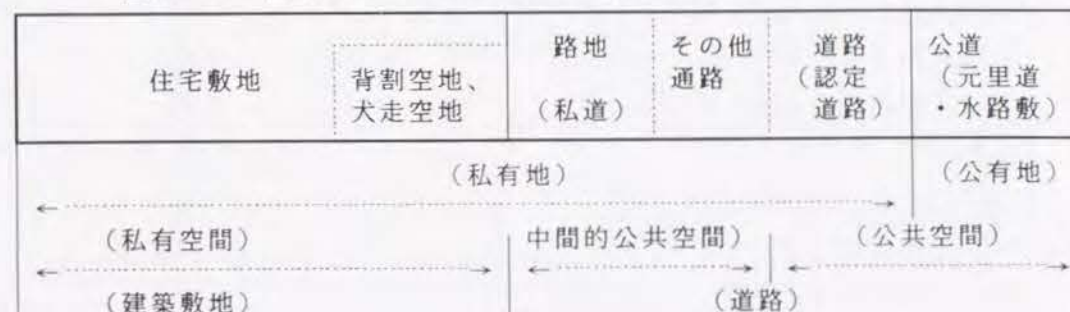 住宅敷地
背割空地、
犬走空地
路地
（私道）
その他
通路
道路
（認定
道路）
公道
（元里道
・水路敷）
（私有地）
（公有地）
（私有空間）
中間的公共空間）
（公共空間）
（建築敷地）
（道路）